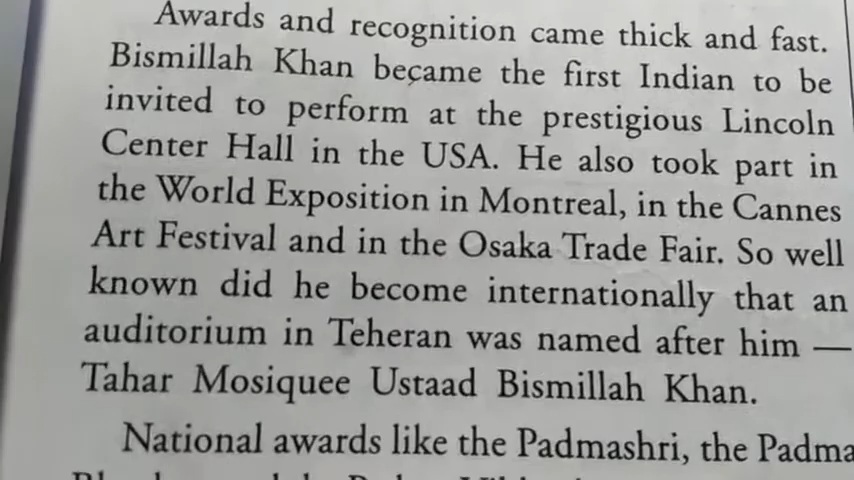 Awards and recognition came thick and fast.
Bismillah Khan became the first Indian to be
invited to perform at the prestigious Lincoln
Center Hall in the USA. He also took part in
the World Exposition in Montreal, in the Cannes
Art Festival and in the Osaka Trade Fair. So well
known did he become internationally that an
auditorium in Teheran was named after him —
Tahar Mosiquee Ustaad Bismillah Khan.
National awards like the Padmashri, the Padma